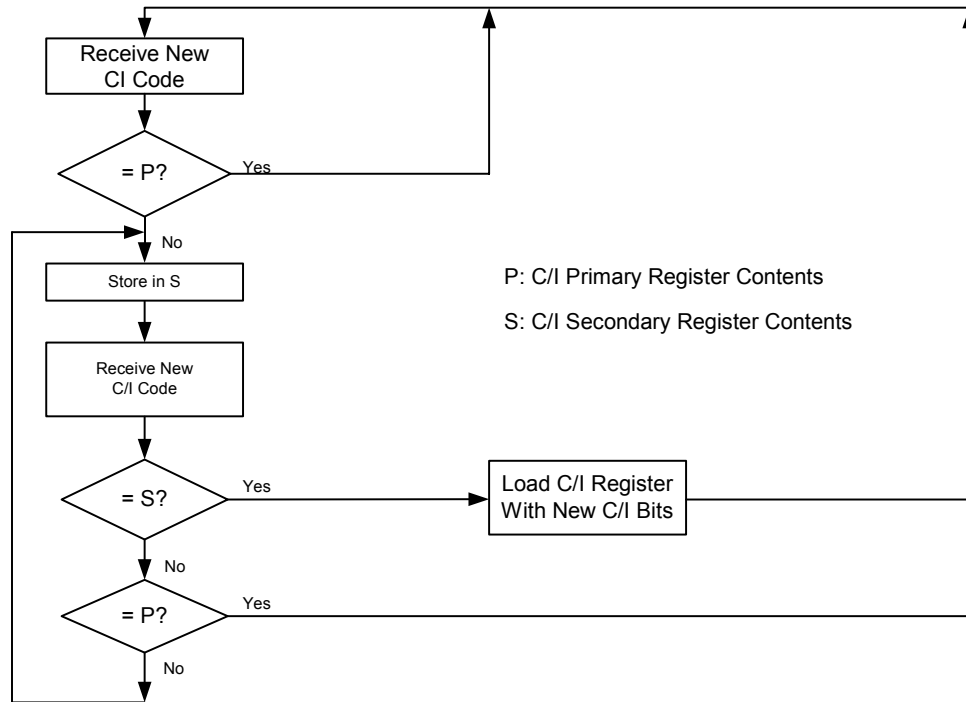 Receive New
CI Code
= P?
Yes
No
Store in S
P: C/I Primary Register Contents
S: C/I Secondary Register Contents
Receive New
C/I Code
= S?
Yes
Load C/I Register
With New C/I Bits
No
= P?
Yes
No